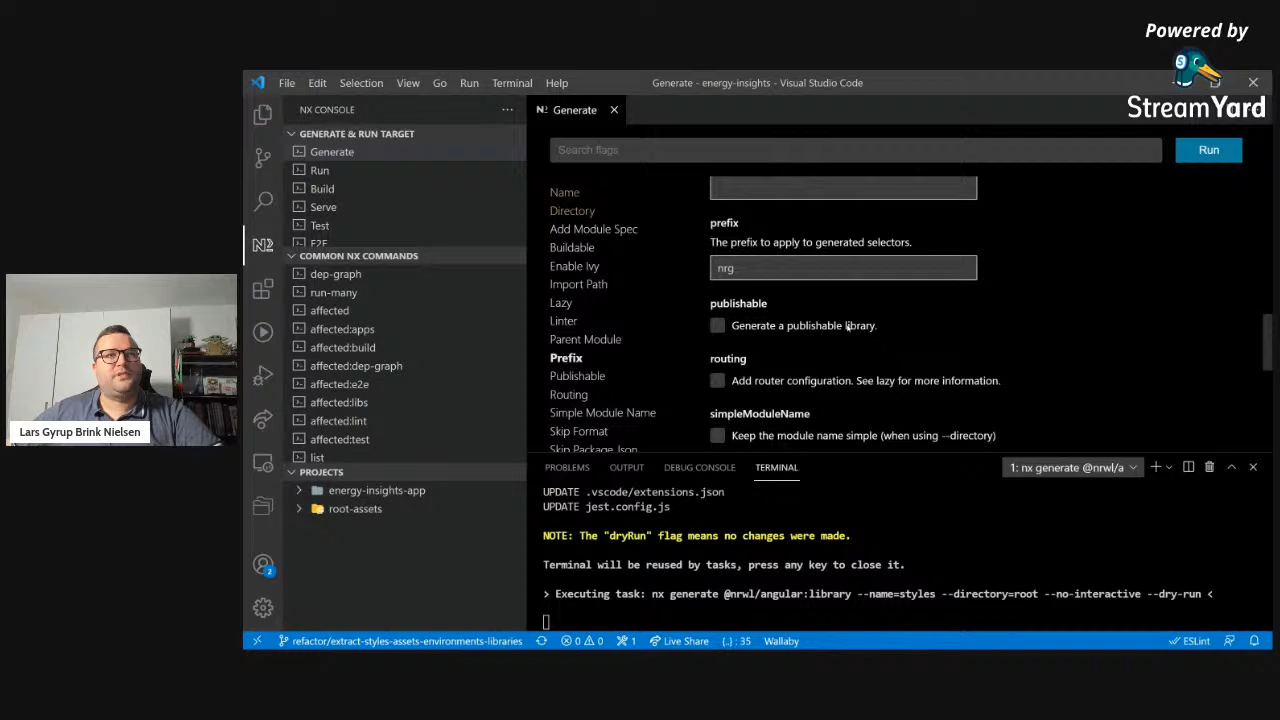 Powered by
StreamYard
File Edit Selection View Go Run Terminal Help
Generate - energy-insights - Visual Studio Code
NX CONSOLE
GENERATE & RUN TARGET
Generate
Run
Build
Serve
Test
E2E
COMMON NX COMMANDS
dep-graph
run-many
affected
affected:apps
affected:build
affected:dep-graph
affected:e2e
affected:libs
affected:lint
affected:test
list
PROJECTS
energy-insights-app
root-assets
Generate
Search flags
Run
Name
Directory
Add Module Spec
Buildable
Enable Ivy
Import Path
Lazy
Linter
Parent Module
Prefix
Publishable
Routing
Simple Module Name
Skip Format
Skip Package Json
prefix
The prefix to apply to generated selectors.
nrg
publishable
Generate a publishable library.
routing
Add router configuration. See lazy for more information.
simpleModuleName
Keep the module name simple (when using --directory)
PROBLEMS OUTPUT DEBUG CONSOLE TERMINAL
1: nx generate @nrwl/a
UPDATE .vscode/extensions.json
UPDATE jest.config.js
NOTE: The "dryRun" flag means no changes were made.
Terminal will be reused by tasks, press any key to close it.
> Executing task: nx generate @nrwl/angular:library --name=styles --directory=root --no-interactive --dry-run <
2
refactor/extract-styles-assets-environments-libraries 0 0 1 Live Share {..} : 35 Wallaby ESLint
Lars Gyrup Brink Nielsen